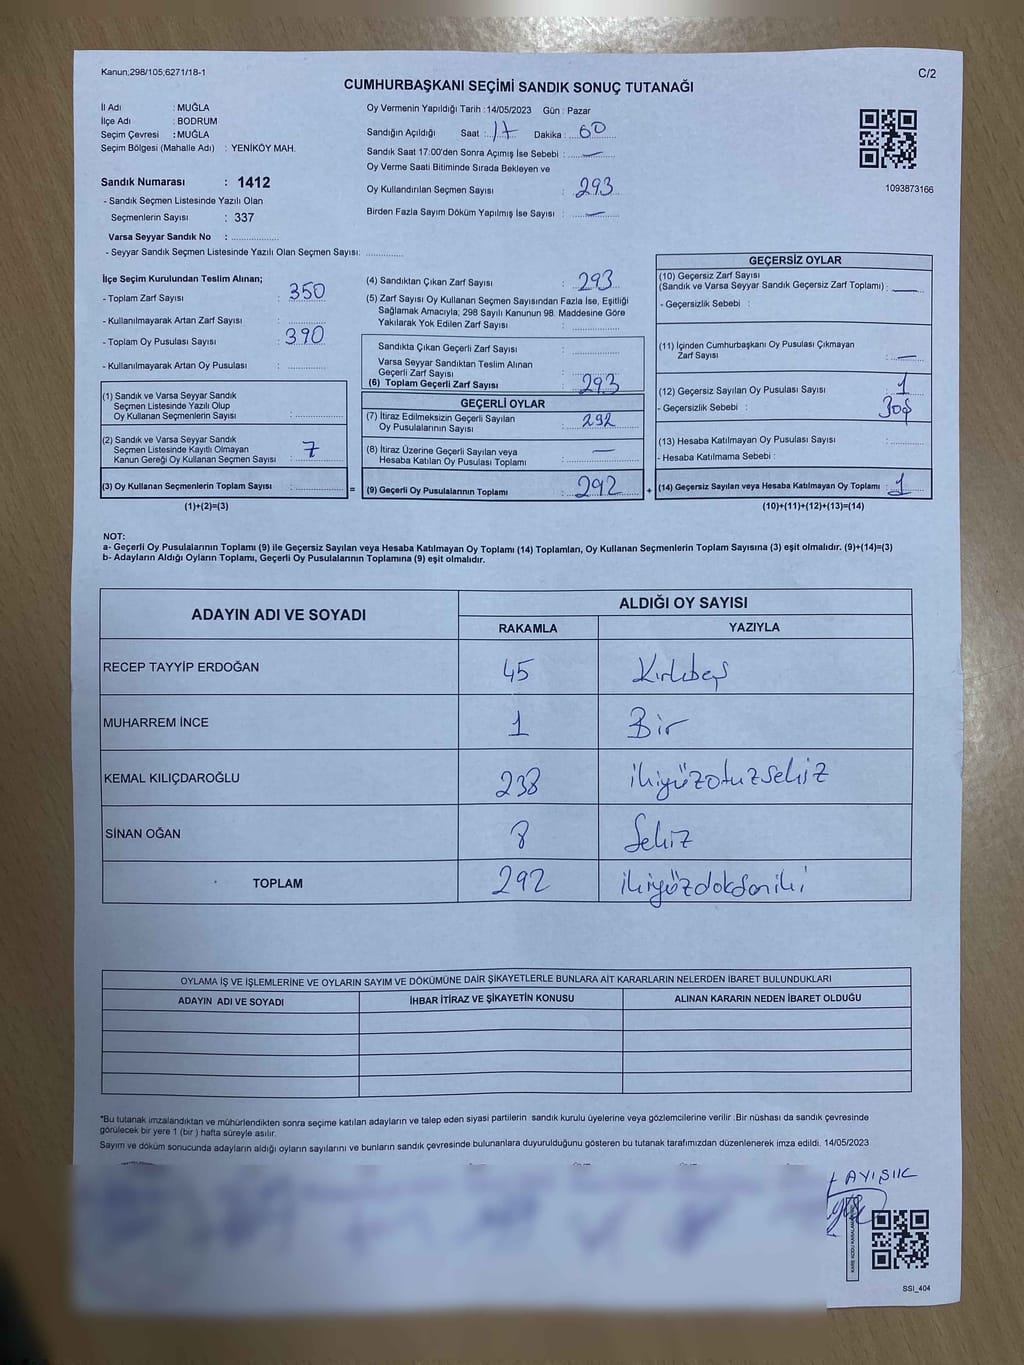 Kanun;298/105;6271/18-1
C/2
CUMHURBAŞKANI SEÇİMİ SANDIK SONUÇ TUTANAĞI
İl Adı : MUĞLA
İlçe Adı : BODRUM
Seçim Çevresi : MUĞLA
Seçim Bölgesi (Mahalle Adı) : YENİKÖY MAH.
Sandık Numarası : 1412
- Sandık Seçmen Listesinde Yazılı Olan
Seçmenlerin Sayısı : 337
Varsa Seyyar Sandık No : ................
- Seyyar Sandık Seçmen Listesinde Yazılı Olan Seçmen Sayısı: ............
Oy Vermenin Yapıldığı Tarih : 14/05/2023 Gün : Pazar
Sandığın Açıldığı Saat : 17 Dakika : 60
Sandık Saat 17:00'den Sonra Açımış İse Sebebi : —
Oy Verme Saati Bitiminde Sırada Bekleyen ve
Oy Kullandırılan Seçmen Sayısı : 293
Birden Fazla Sayım Döküm Yapılmış İse Sayısı : —
1093873166
İlçe Seçim Kurulundan Teslim Alınan;
- Toplam Zarf Sayısı : 350
- Kullanılmayarak Artan Zarf Sayısı : ............
- Toplam Oy Pusulası Sayısı : 390
- Kullanılmayarak Artan Oy Pusulası : ............
(1) Sandık ve Varsa Seyyar Sandık
Seçmen Listesinde Yazılı Olup
Oy Kullanan Seçmenlerin Sayısı : ............
(2) Sandık ve Varsa Seyyar Sandık
Seçmen Listesinde Kayıtlı Olmayan
Kanun Gereği Oy Kullanan Seçmen Sayısı : 7
(3) Oy Kullanan Seçmenlerin Toplam Sayısı : ............ =
(1)+(2)=(3)
(4) Sandıktan Çıkan Zarf Sayısı : 293
(5) Zarf Sayısı Oy Kullanan Seçmen Sayısından Fazla İse, Eşitliği
Sağlamak Amacıyla; 298 Sayılı Kanunun 98. Maddesine Göre
Yakılarak Yok Edilen Zarf Sayısı : ............
Sandıkta Çıkan Geçerli Zarf Sayısı : ............
Varsa Seyyar Sandıktan Teslim Alınan
Geçerli Zarf Sayısı : ............
(6) Toplam Geçerli Zarf Sayısı : 293
GEÇERLİ OYLAR
(7) İtiraz Edilmeksizin Geçerli Sayılan
Oy Pusulalarının Sayısı : 292
(8) İtiraz Üzerine Geçerli Sayılan veya
Hesaba Katılan Oy Pusulası Toplamı : —
(9) Geçerli Oy Pusulalarının Toplamı : 292 +
GEÇERSİZ OYLAR
(10) Geçersiz Zarf Sayısı
(Sandık ve Varsa Seyyar Sandık Geçersiz Zarf Toplamı) : —
- Geçersizlik Sebebi :
(11) İçinden Cumhurbaşkanı Oy Pusulası Çıkmayan
Zarf Sayısı : —
(12) Geçersiz Sayılan Oy Pusulası Sayısı : 1
- Geçersizlik Sebebi :
(13) Hesaba Katılmayan Oy Pusulası Sayısı : ............
- Hesaba Katılmama Sebebi :
(14) Geçersiz Sayılan veya Hesaba Katılmayan Oy Toplamı : 1
(10)+(11)+(12)+(13)=(14)
NOT:
a- Geçerli Oy Pusulalarının Toplamı (9) ile Geçersiz Sayılan veya Hesaba Katılmayan Oy Toplamı (14) Toplamları, Oy Kullanan Seçmenlerin Toplam Sayısına (3) eşit olmalıdır. (9)+(14)=(3)
b- Adayların Aldığı Oyların Toplamı, Geçerli Oy Pusulalarının Toplamına (9) eşit olmalıdır.
ADAYIN ADI VE SOYADI ALDIĞI OY SAYISI
RAKAMLA YAZIYLA
RECEP TAYYİP ERDOĞAN 45 Kırkbeş
MUHARREM İNCE 1 Bir
KEMAL KILIÇDAROĞLU 238 ikiyüzotuzsekiz
SİNAN OĞAN 8 Sekiz
TOPLAM 292 ikiyüzdoksaniki
OYLAMA İŞ VE İŞLEMLERİNE VE OYLARIN SAYIM VE DÖKÜMÜNE DAİR ŞİKAYETLERLE BUNLARA AİT KARARLARIN NELERDEN İBARET BULUNDUKLARI
ADAYIN ADI VE SOYADI İHBAR İTİRAZ VE ŞİKAYETİN KONUSU ALINAN KARARIN NEDEN İBARET OLDUĞU
*Bu tutanak imzalandıktan ve mühürlendikten sonra seçime katılan adayların ve talep eden siyasi partilerin sandık kurulu üyelerine veya gözlemcilerine verilir .Bir nüshası da sandık çevresinde
görülecek bir yere 1 (bir ) hafta süreyle asılır.
Sayım ve döküm sonucunda adayların aldığı oyların sayılarını ve bunların sandık çevresinde bulunanlara duyurulduğunu gösteren bu tutanak tarafımızdan düzenlenerek imza edildi. 14/05/2023
AYIŞIK
KARE KODU KARALAMAYINIZ
SSI_404